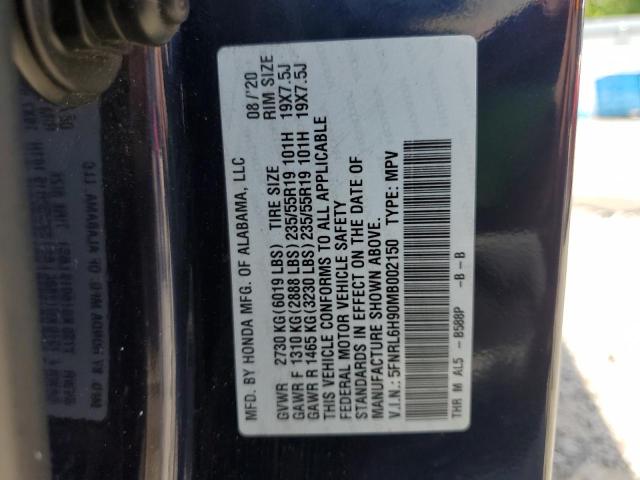 MFD. BY HONDA MFG. OF ALABAMA, LLC 08/'20
GVWR 2730 KG(6019 LBS) TIRE SIZE RIM SIZE
GAWR F 1310 KG(2888 LBS)235/55R19 101H 19X7.5J
GAWR R 1465 KG(3230 LBS)235/55R19 101H 19X7.5J
THIS VEHICLE CONFORMS TO ALL APPLICABLE
FEDERAL MOTOR VEHICLE SAFETY
STANDARDS IN EFFECT ON THE DATE OF
MANUFACTURE SHOWN ABOVE.
V.I.N.: 5FNRL6H90MB002150 TYPE: MPV
THR M AL5 - B588P -B-B